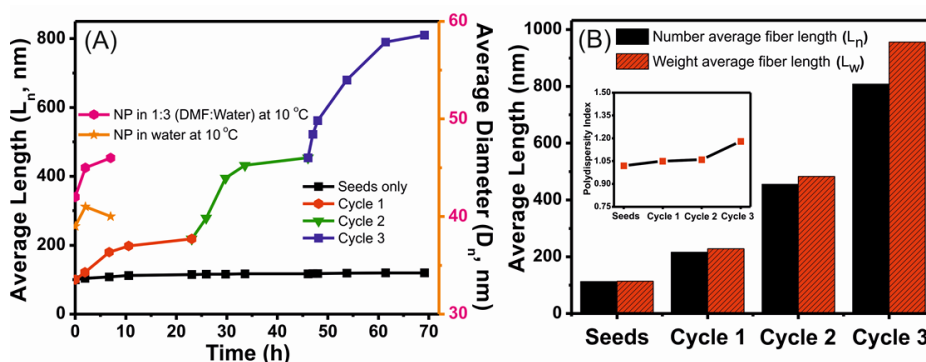 (A)
Average Length (Ln, nm)
800
600
400
200
0
NP in 1:3 (DMF:Water) at 10 °C
NP in water at 10 °C
Seeds only
Cycle 1
Cycle 2
Cycle 3
0 10 20 30 40 50 60 70
Time (h)
60
50
40
30
Average Diameter (Dn, nm)
(B)
Average Length (nm)
1000
800
600
400
200
0
Number average fiber length (Ln)
Weight average fiber length (Lw)
Polydispersity Index
1.50
1.25
1.05
0.90
0.75
Seeds Cycle 1 Cycle 2 Cycle 3
Seeds Cycle 1 Cycle 2 Cycle 3